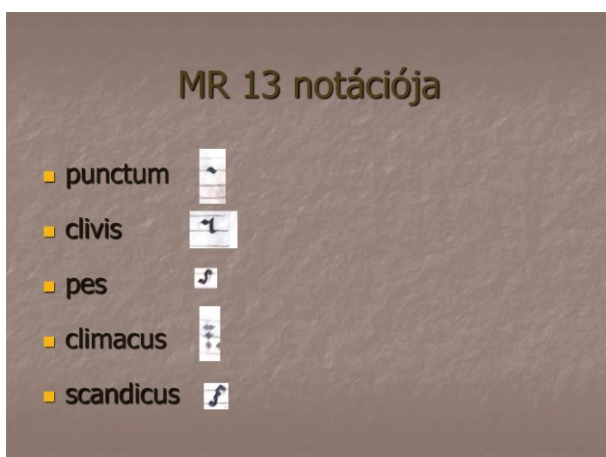 MR 13 notációja
punctum
clivis
pes
climacus
scandicus